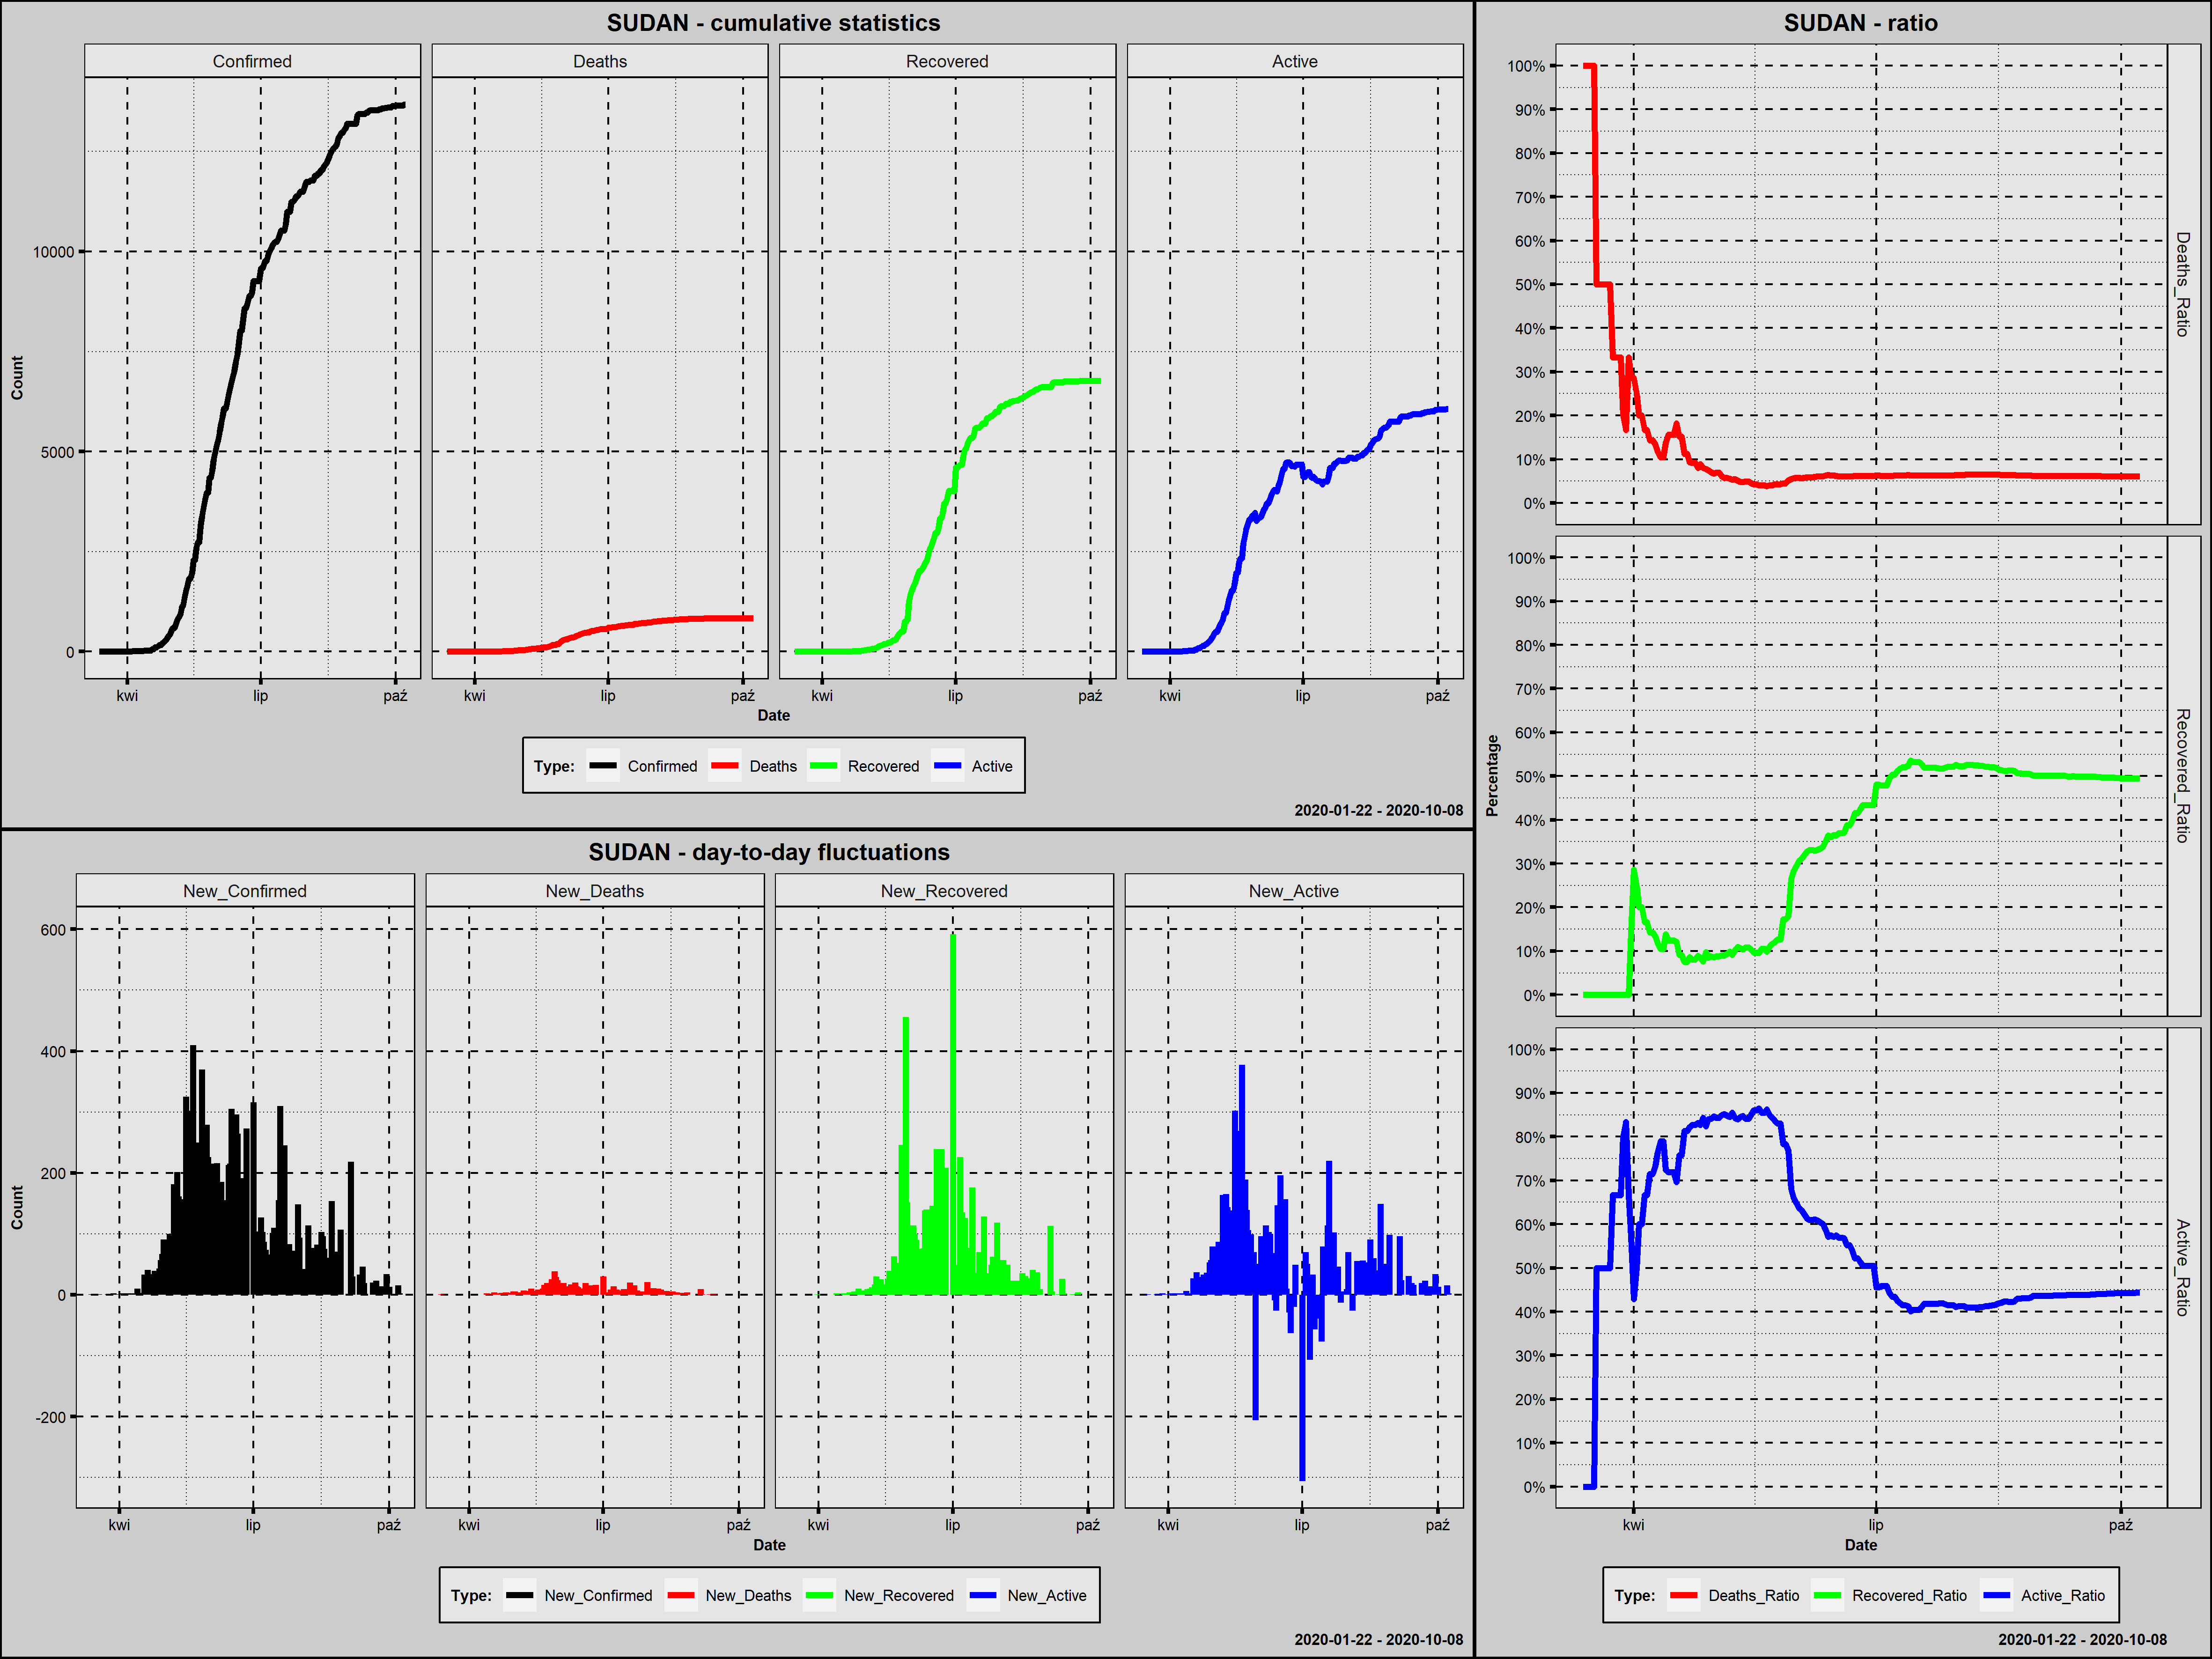 SUDAN - cumulative statistics
Confirmed Deaths Recovered Active
Count
10000
5000
0
kwi lip paź kwi lip paź kwi lip paź kwi lip paź
Date
Type: Confirmed Deaths Recovered Active
2020-01-22 - 2020-10-08
SUDAN - day-to-day fluctuations
New_Confirmed New_Deaths New_Recovered New_Active
Count
600
400
200
0
-200
kwi lip paź kwi lip paź kwi lip paź kwi lip paź
Date
Type: New_Confirmed New_Deaths New_Recovered New_Active
2020-01-22 - 2020-10-08
SUDAN - ratio
Percentage
100%
90%
80%
70%
60%
50%
40%
30%
20%
10%
0%
Deaths_Ratio
100%
90%
80%
70%
60%
50%
40%
30%
20%
10%
0%
Recovered_Ratio
100%
90%
80%
70%
60%
50%
40%
30%
20%
10%
0%
Active_Ratio
kwi lip paź
Date
Type: Deaths_Ratio Recovered_Ratio Active_Ratio
2020-01-22 - 2020-10-08